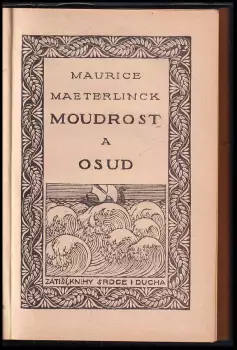 MAURICE
MAETERLINCK
MOUDROST
A
OSUD
ZÁTIŠÍ, KNIHY SRDCE I DUCHA